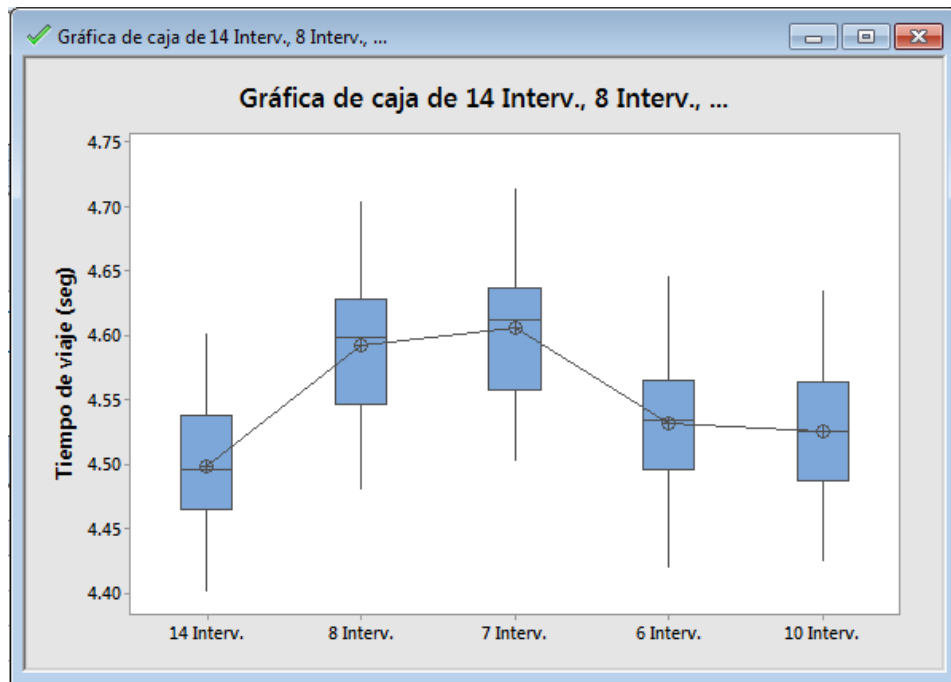 Gráfica de caja de 14 Interv., 8 Interv., ...
Gráfica de caja de 14 Interv., 8 Interv., ...
Tiempo de viaje (seg)
4.75
4.70
4.65
4.60
4.55
4.50
4.45
4.40
14 Interv. 8 Interv. 7 Interv. 6 Interv. 10 Interv.